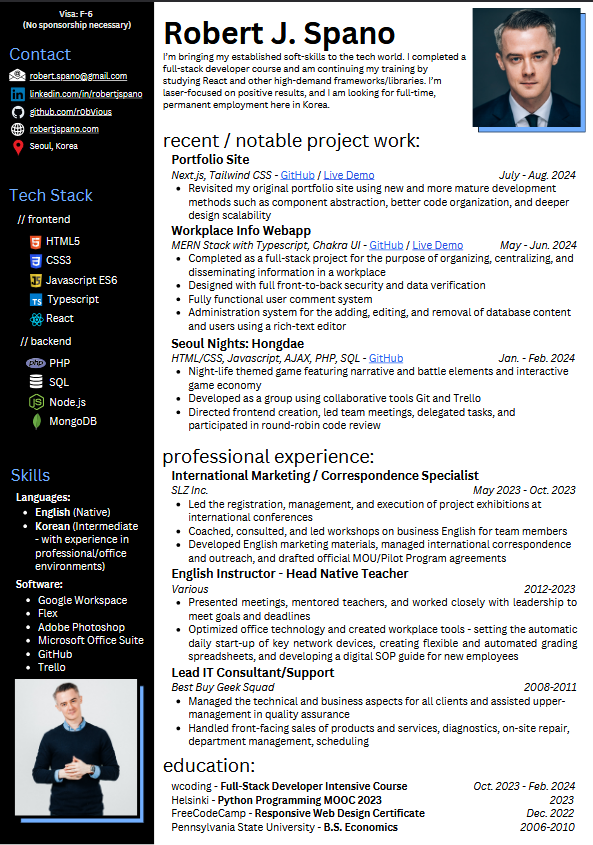 Visa: F-6
(No sponsorship necessary)
Contact
robert.spano@gmail.com
linkedin.com/in/robertjspano
github.com/r0bVious
robertjspano.com
Seoul, Korea
Tech Stack
// frontend
HTML5
CSS3
Javascript ES6
Typescript
React
// backend
PHP
SQL
Node.js
MongoDB
Skills
Languages:
• English (Native)
• Korean (Intermediate
- with experience in
professional/office
environments)
Software:
• Google Workspace
• Flex
• Adobe Photoshop
• Microsoft Office Suite
• GitHub
• Trello
Robert J. Spano
I'm bringing my established soft-skills to the tech world. I completed a
full-stack developer course and am continuing my training by
studying React and other high-demand frameworks/libraries. I'm
laser-focused on positive results, and I am looking for full-time,
permanent employment here in Korea.
recent / notable project work:
Portfolio Site
Next.js, Tailwind CSS - GitHub / Live Demo July - Aug. 2024
• Revisited my original portfolio site using new and more mature development
methods such as component abstraction, better code organization, and deeper
design scalability
Workplace Info Webapp
MERN Stack with Typescript, Chakra UI - GitHub / Live Demo May - Jun. 2024
• Completed as a full-stack project for the purpose of organizing, centralizing, and
disseminating information in a workplace
• Designed with full front-to-back security and data verification
• Fully functional user comment system
• Administration system for the adding, editing, and removal of database content
and users using a rich-text editor
Seoul Nights: Hongdae
HTML/CSS, Javascript, AJAX, PHP, SQL - GitHub Jan. - Feb. 2024
• Night-life themed game featuring narrative and battle elements and interactive
game economy
• Developed as a group using collaborative tools Git and Trello
• Directed frontend creation, led team meetings, delegated tasks, and
participated in round-robin code review
professional experience:
International Marketing / Correspondence Specialist
SLZ Inc. May 2023 - Oct. 2023
• Led the registration, management, and execution of project exhibitions at
international conferences
• Coached, consulted, and led workshops on business English for team members
• Developed English marketing materials, managed international correspondence
and outreach, and drafted official MOU/Pilot Program agreements
English Instructor - Head Native Teacher
Various 2012-2023
• Presented meetings, mentored teachers, and worked closely with leadership to
meet goals and deadlines
• Optimized office technology and created workplace tools - setting the automatic
daily start-up of key network devices, creating flexible and automated grading
spreadsheets, and developing a digital SOP guide for new employees
Lead IT Consultant/Support
Best Buy Geek Squad 2008-2011
• Managed the technical and business aspects for all clients and assisted upper-
management in quality assurance
• Handled front-facing sales of products and services, diagnostics, on-site repair,
department management, scheduling
education:
wcoding - Full-Stack Developer Intensive Course Oct. 2023 - Feb. 2024
Helsinki - Python Programming MOOC 2023 2023
FreeCodeCamp - Responsive Web Design Certificate Dec. 2022
Pennsylvania State University - B.S. Economics 2006-2010